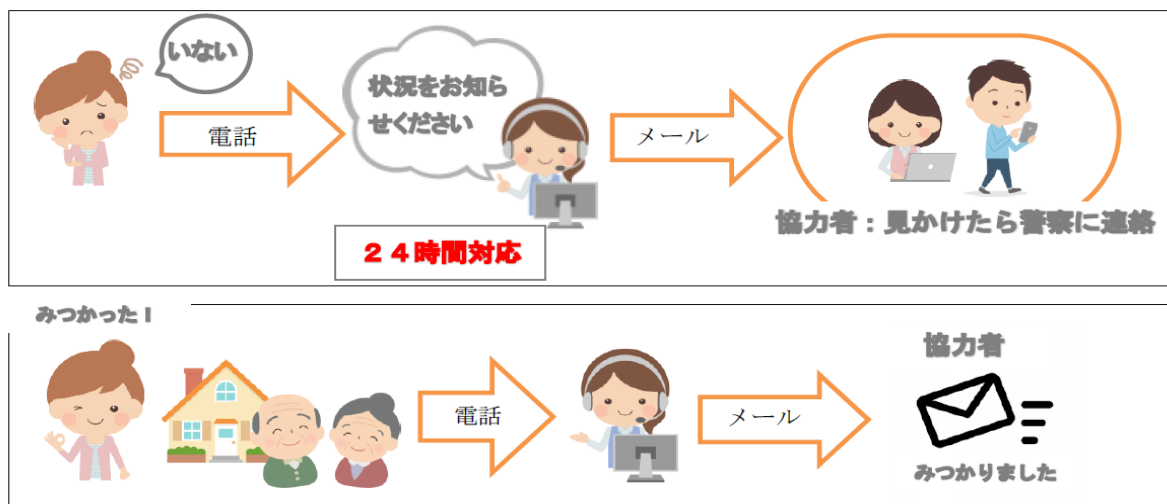 いない
状況をお知ら
せください
電話
メール
２４時間対応
協力者：見かけたら警察に連絡
みつかった！
電話
メール
協力者
みつかりました